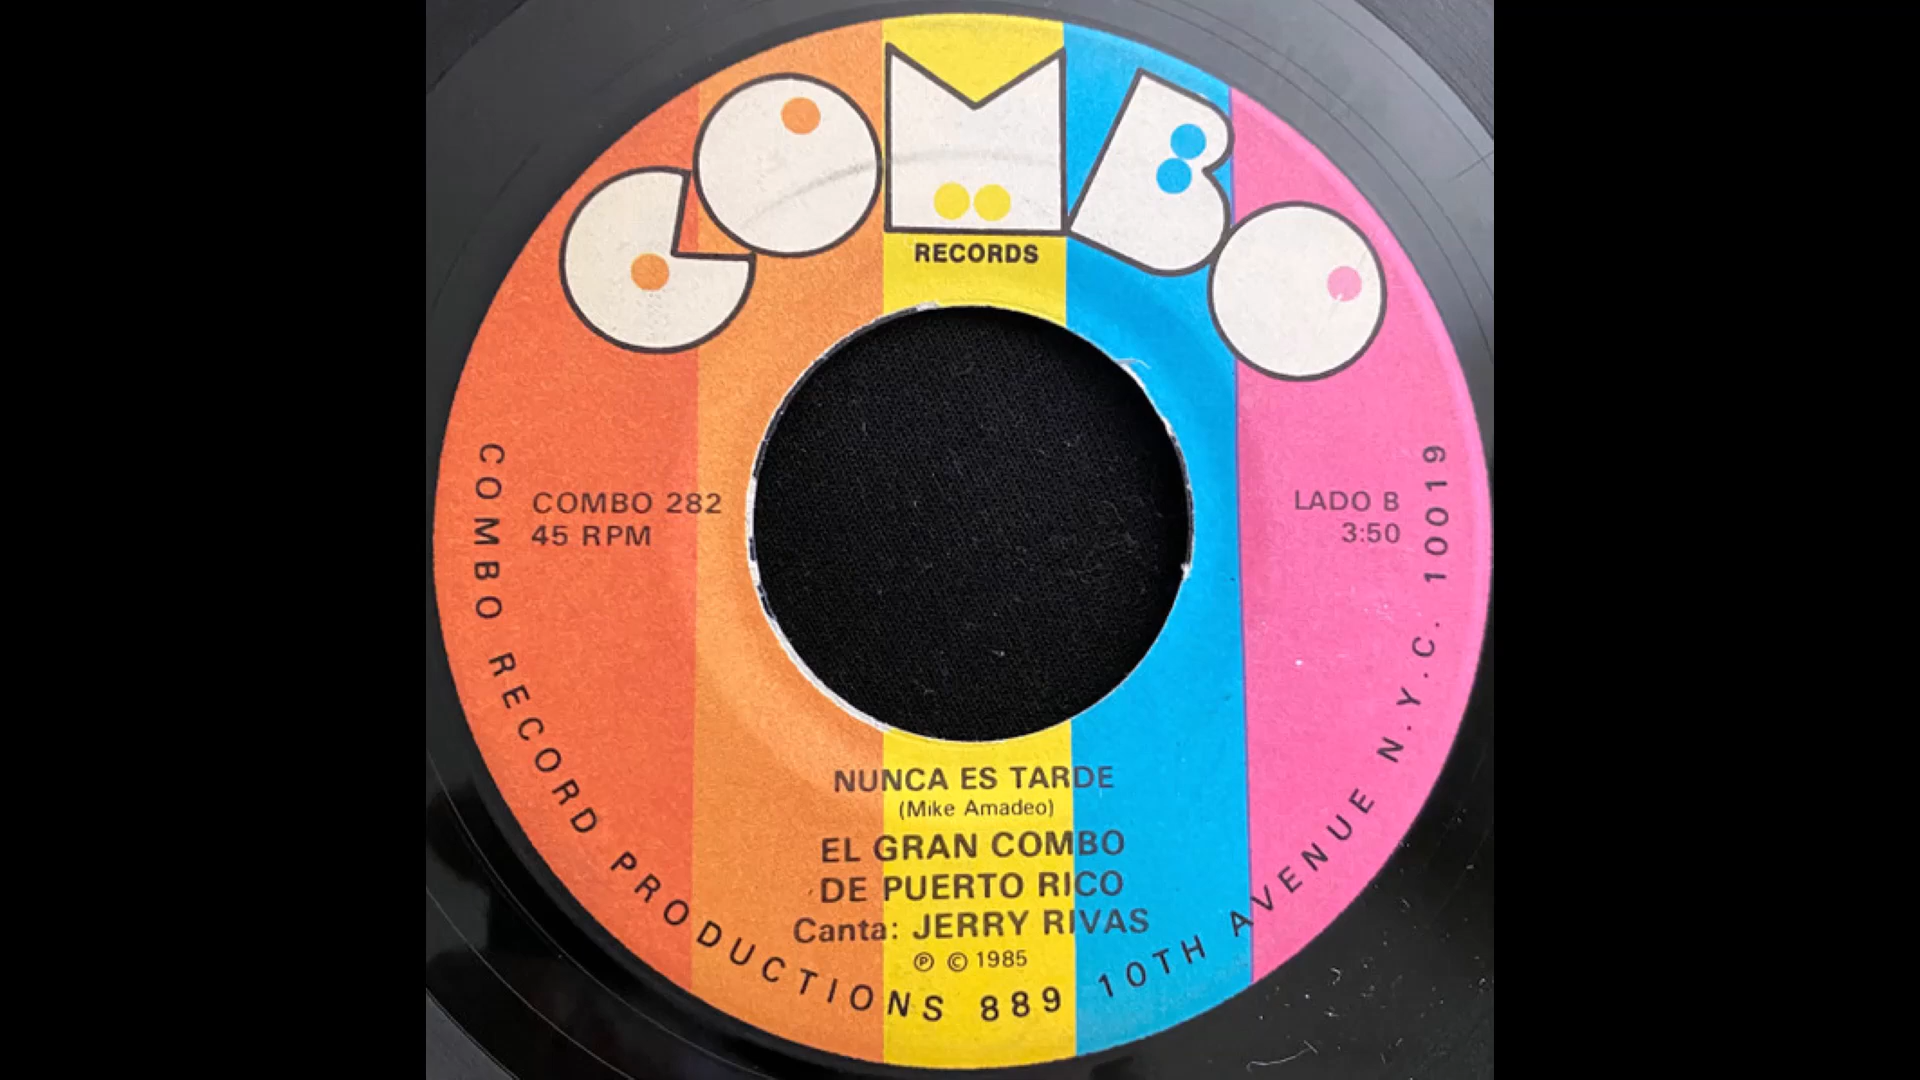 COMBO
RECORDS
COMBO 282
45 RPM
LADO B
3:50
NUNCA ES TARDE
(Mike Amadeo)
EL GRAN COMBO
DE PUERTO RICO
Canta: JERRY RIVAS
Ⓟ © 1985
COMBO RECORD PRODUCTIONS 889 10TH AVENUE N.Y.C. 10019